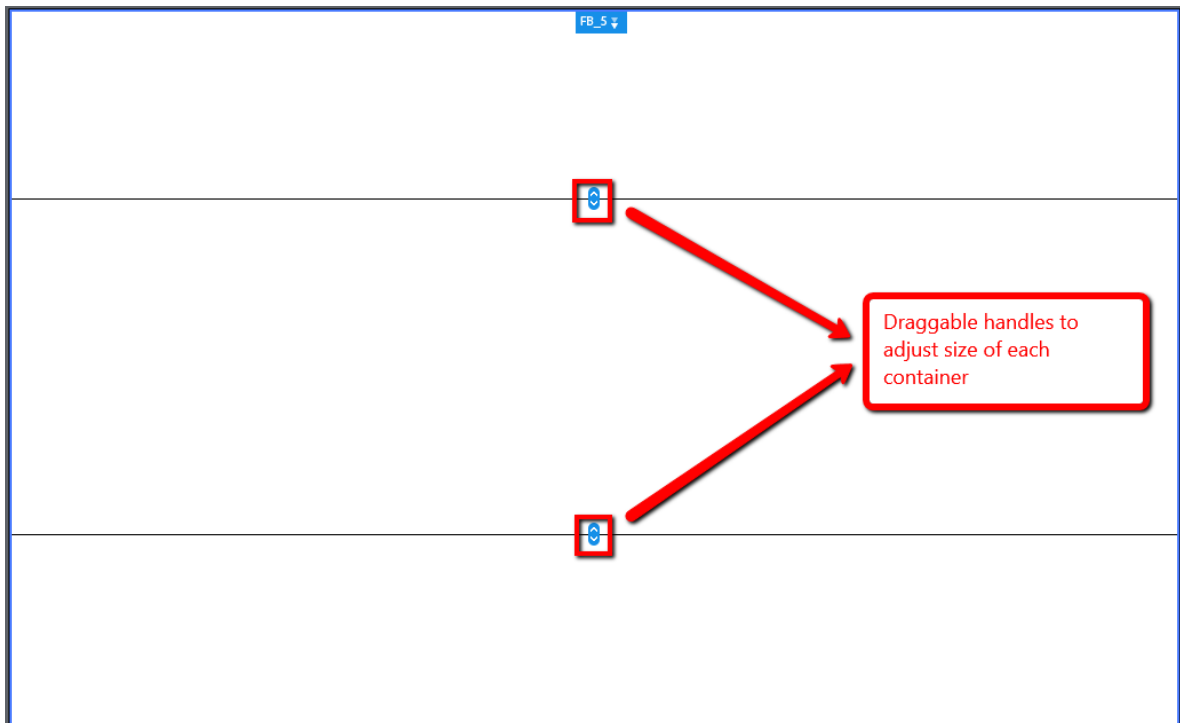 FB_5
Draggable handles to
adjust size of each
container